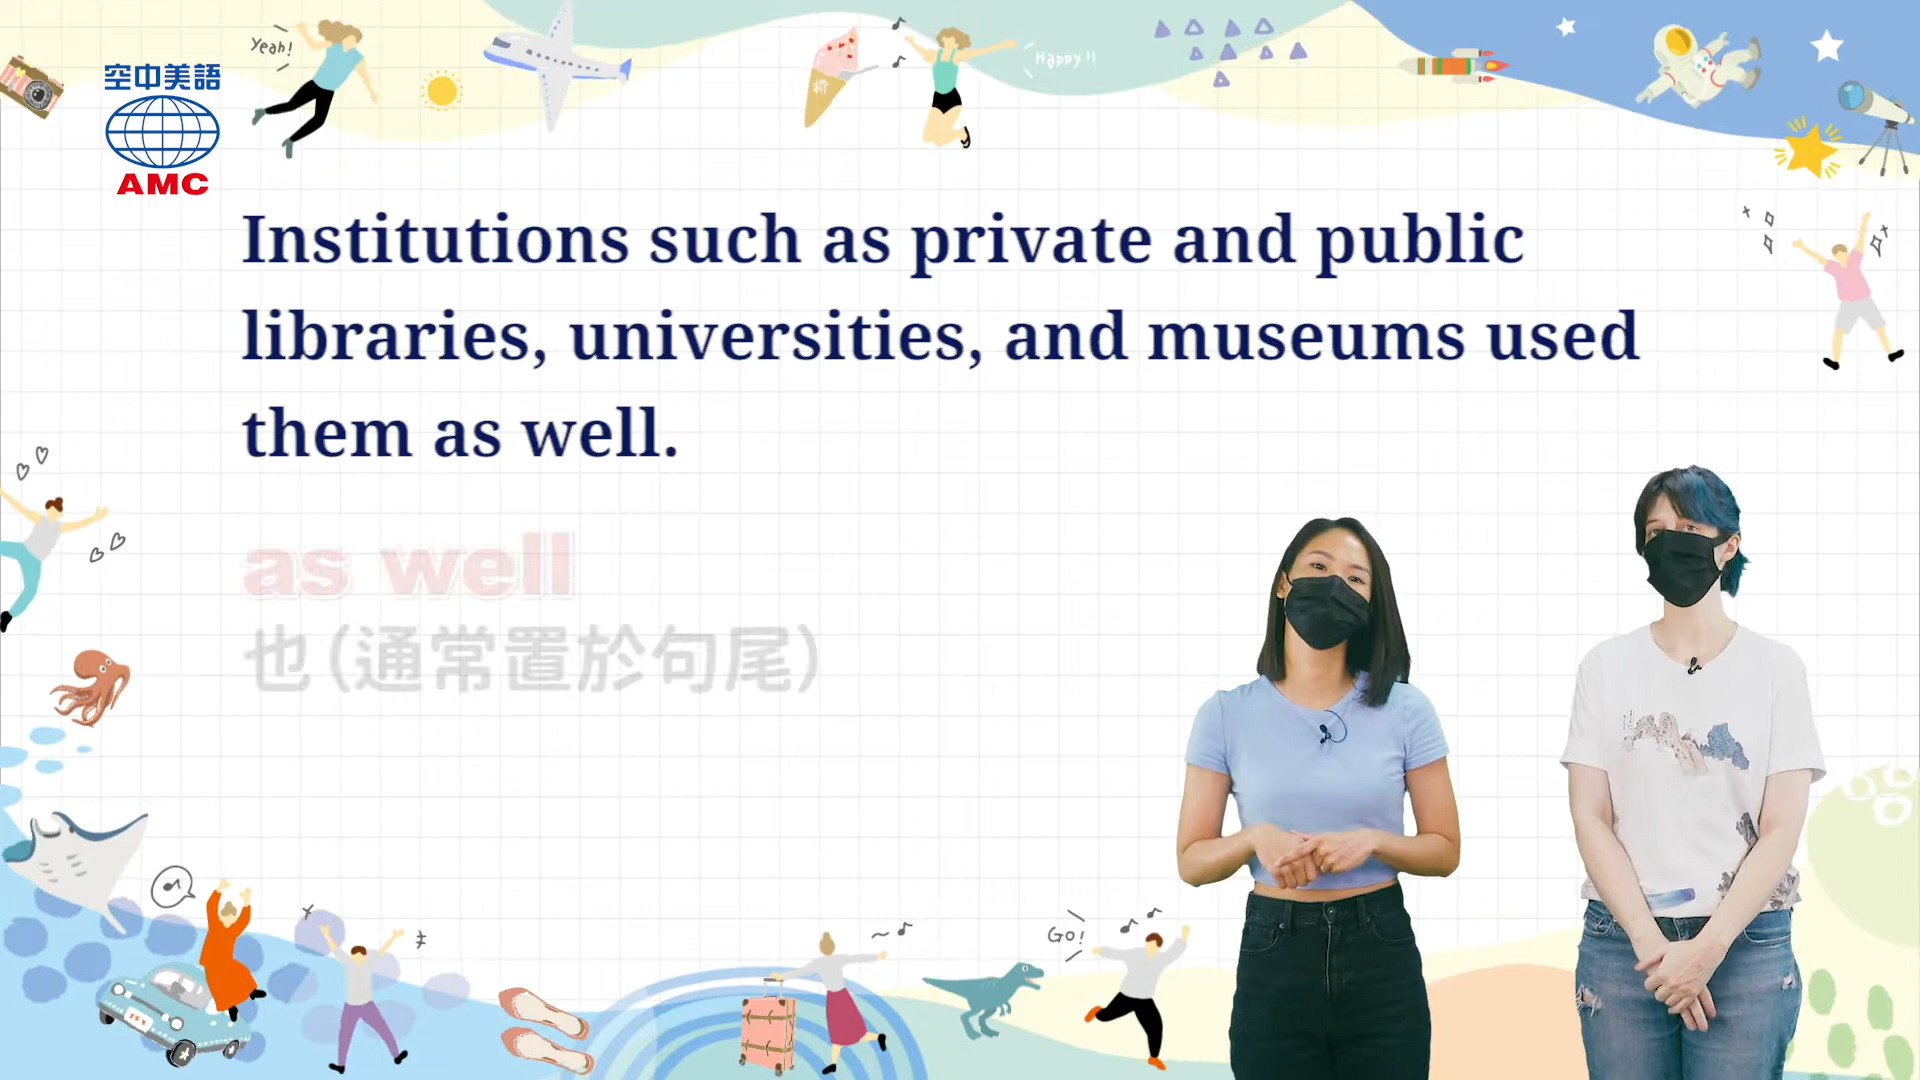 Yeah!
Happy!!
空中美語
AMC
Institutions such as private and public
libraries, universities, and museums used
them as well.
as well
也(通常置於句尾)
Go!